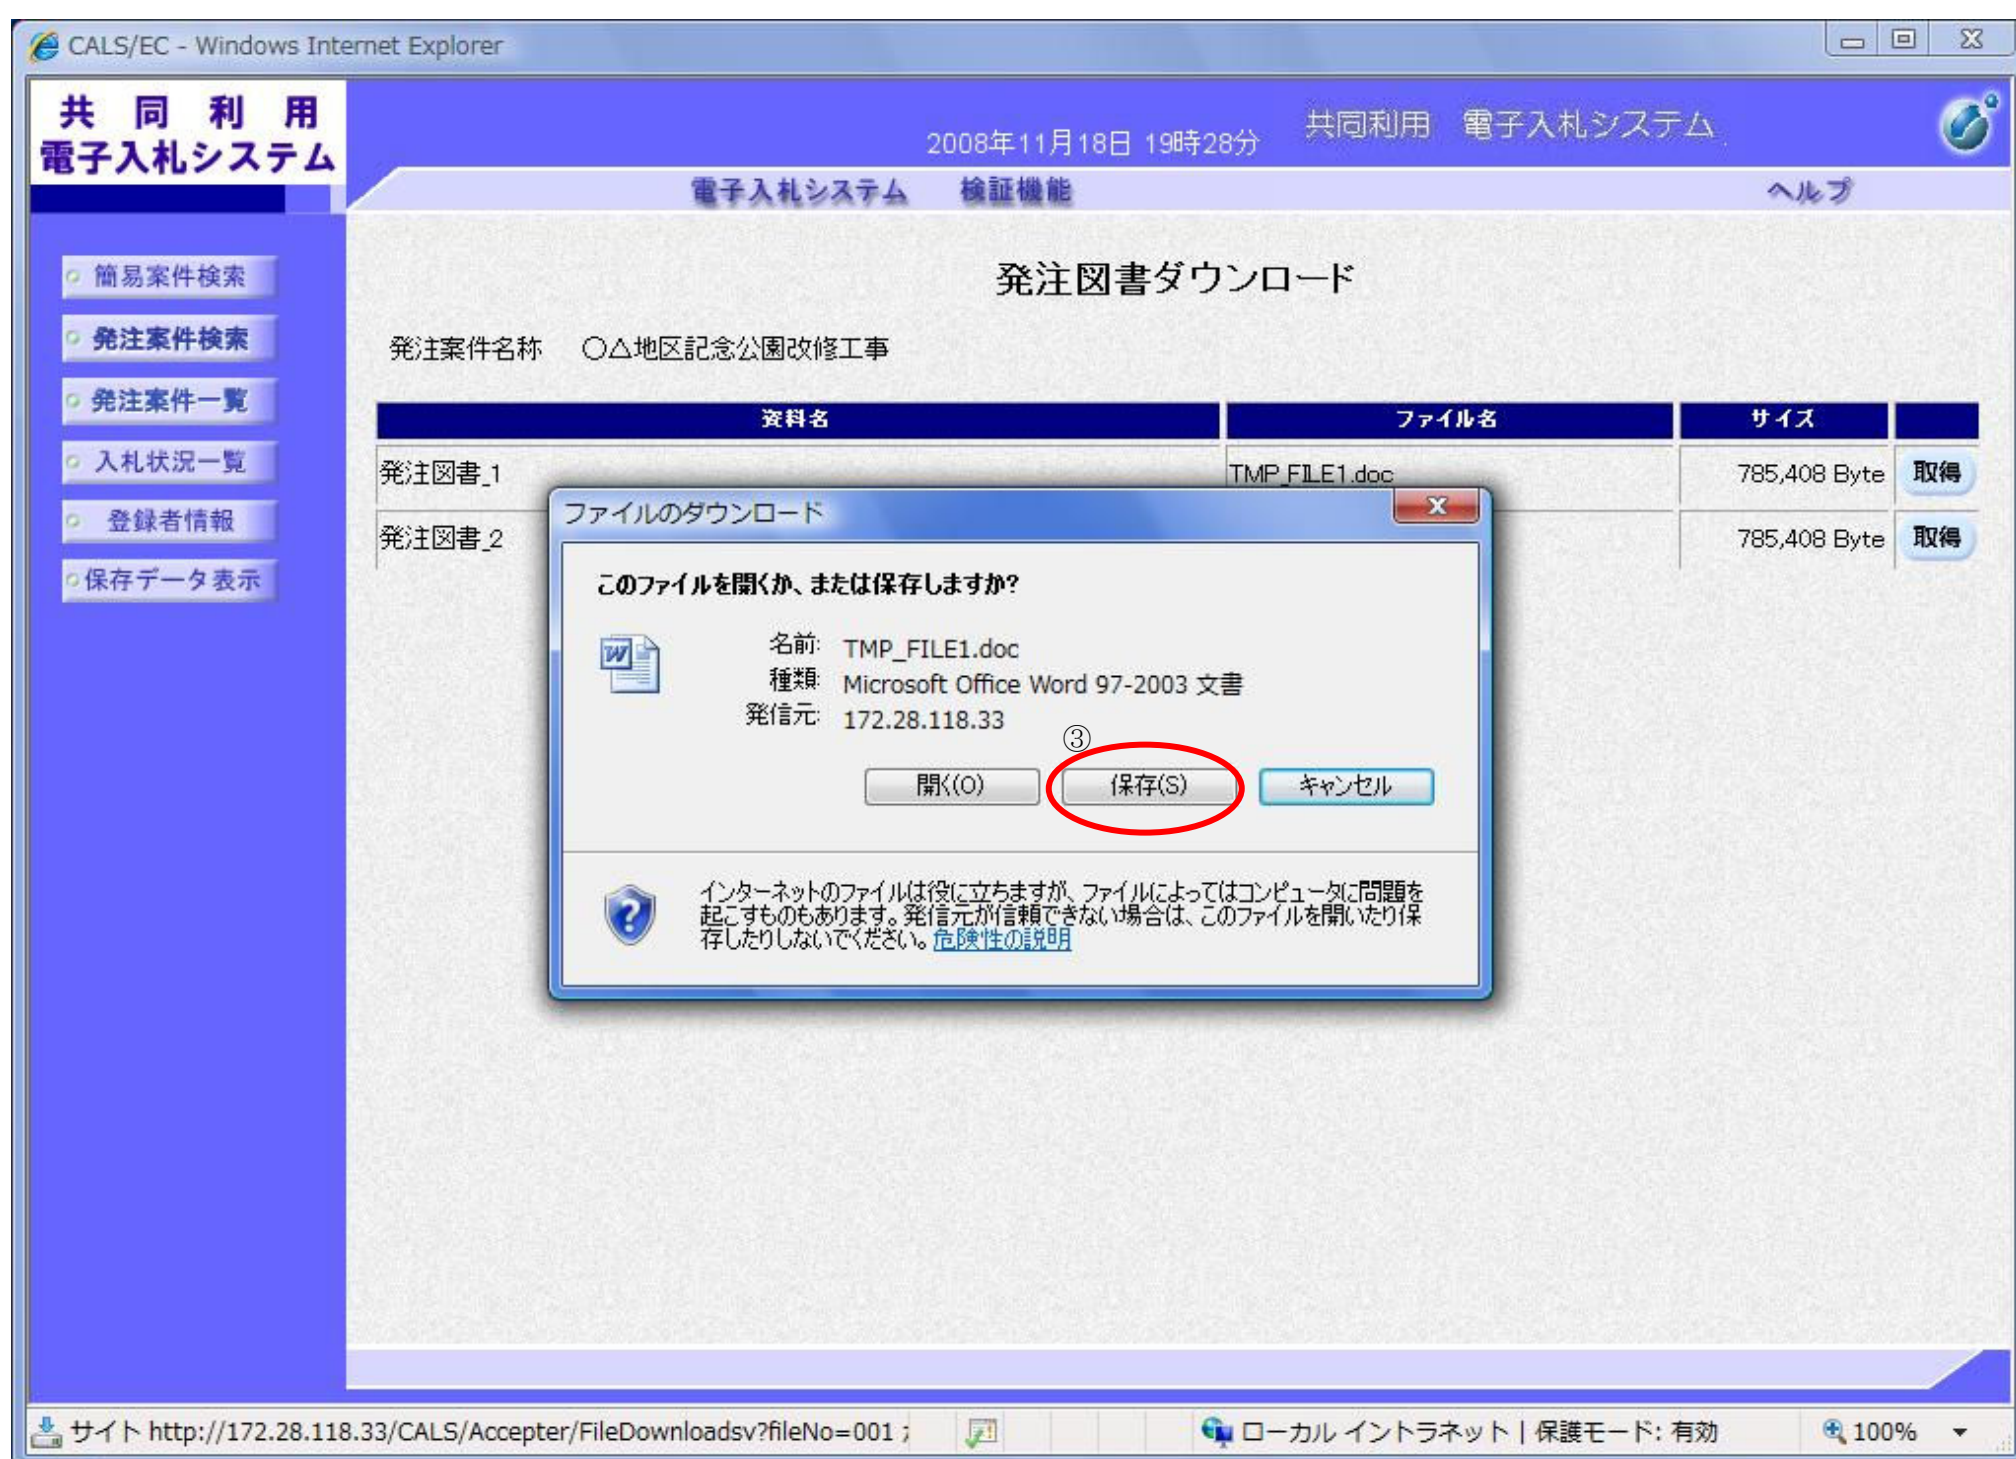 CALS/EC - Windows Internet Explorer
共同利用
電子入札システム
2008年11月18日 19時28分
共同利用 電子入札システム
電子入札システム 検証機能 ヘルプ
簡易案件検索
発注案件検索
発注案件一覧
入札状況一覧
登録者情報
保存データ表示
発注図書ダウンロード
発注案件名称 〇△地区記念公園改修工事
資料名 ファイル名 サイズ
発注図書_1 TMP_FILE1.doc 785,408 Byte 取得
発注図書_2 785,408 Byte 取得
ファイルのダウンロード
このファイルを開くか、または保存しますか?
名前: TMP_FILE1.doc
種類: Microsoft Office Word 97-2003 文書
発信元: 172.28.118.33
③
開く(O) 保存(S) キャンセル
インターネットのファイルは役に立ちますが、ファイルによってはコンピュータに問題を
起こすものもあります。発信元が信頼できない場合は、このファイルを開いたり保
存したりしないでください。危険性の説明
サイト http://172.28.118.33/CALS/Accepter/FileDownloadsv?fileNo=001 ローカル イントラネット | 保護モード: 有効 100%